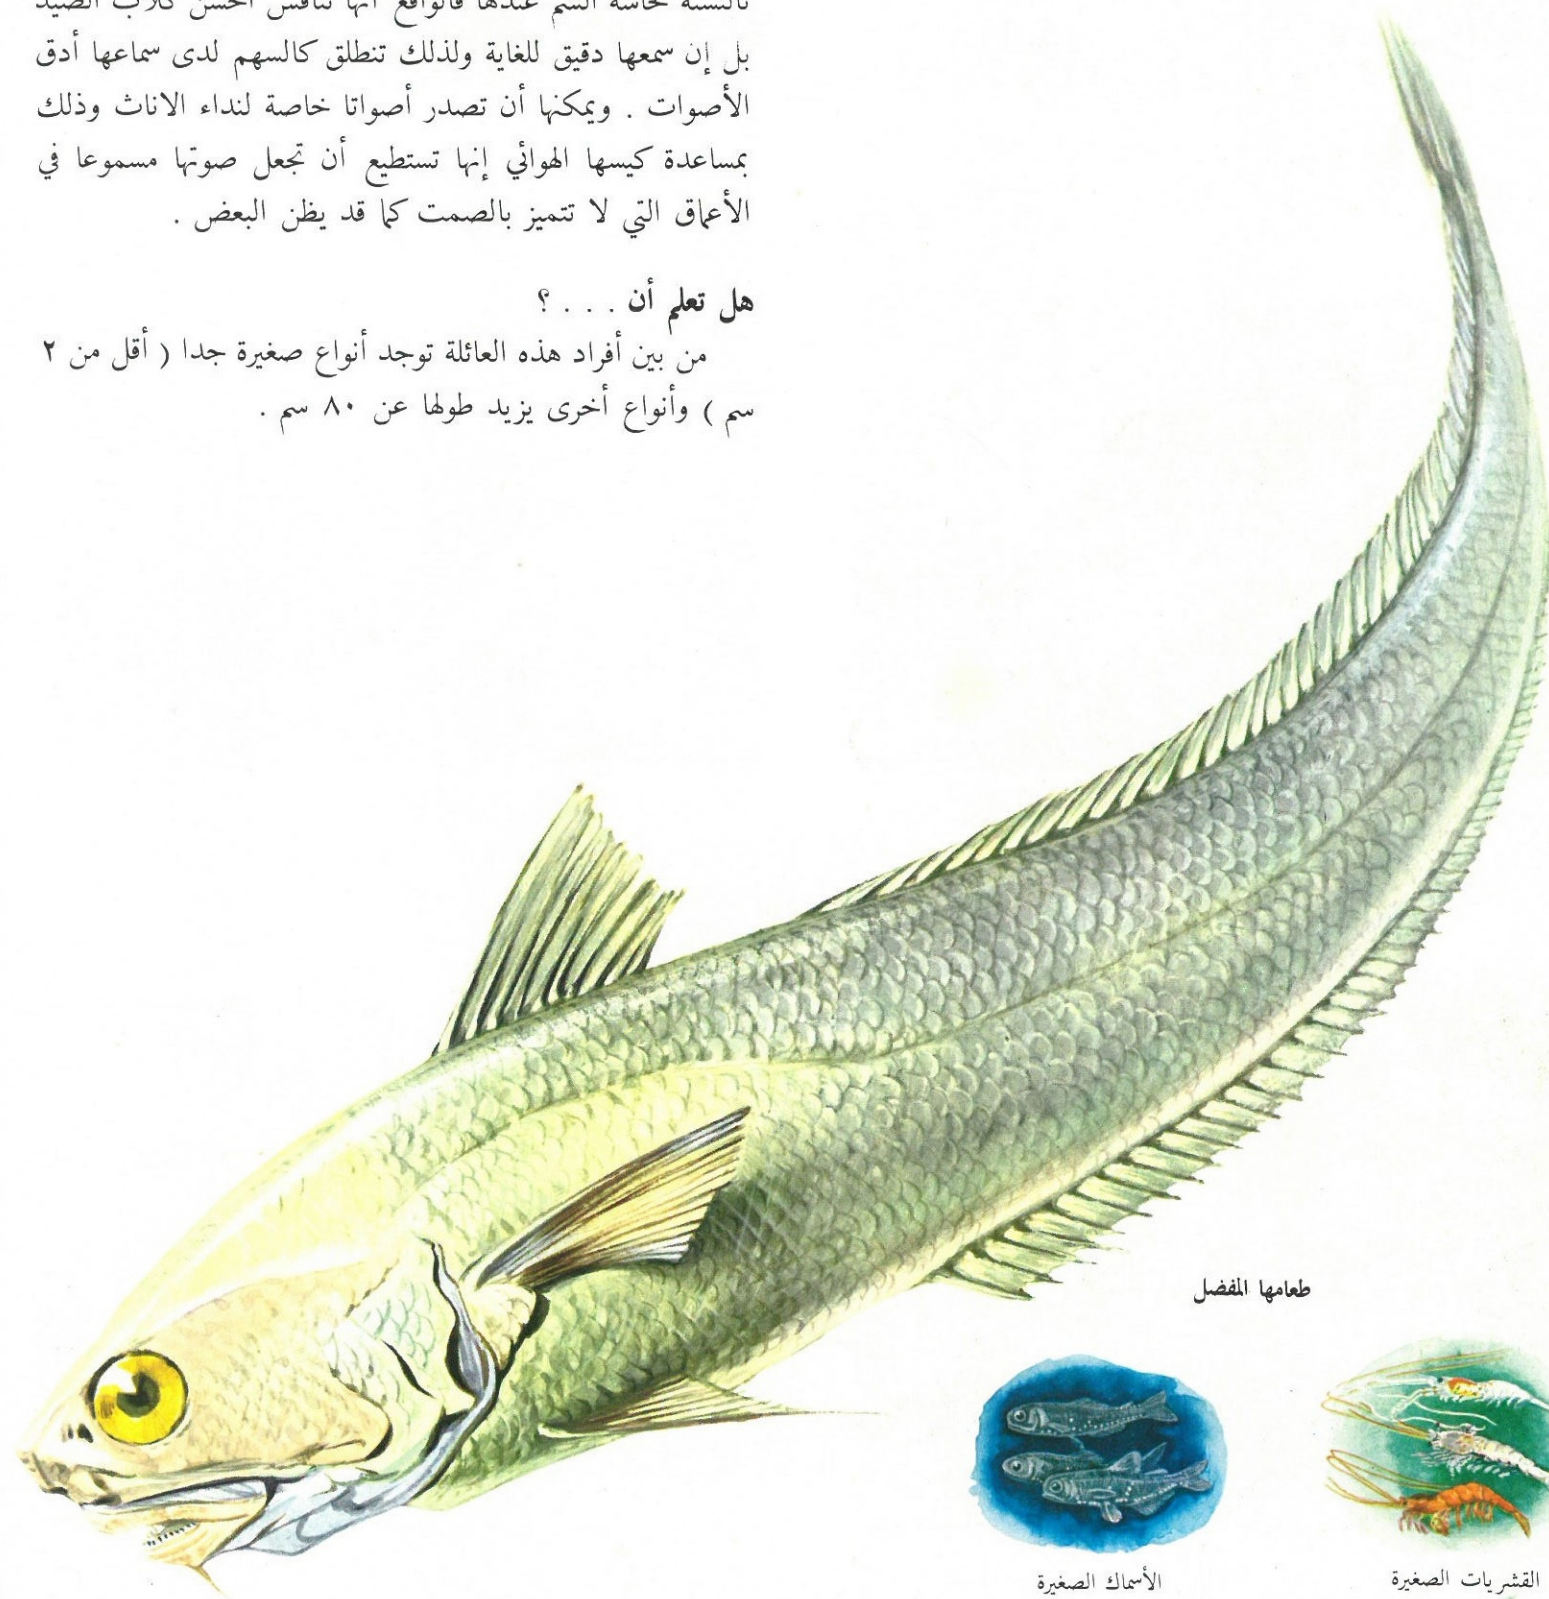 بل إن سمعها دقيق للغاية ولذلك تنطلق كالسهم لدى سماعها أدق
الأصوات . ويمكنها أن تصدر أصواتا خاصة لنداء الاناث وذلك
بمساعدة كيسها الهوائي إنها تستطيع أن تجعل صوتها مسموعا في
الأعماق التي لا تتميز بالصمت كما قد يظن البعض .
هل تعلم أن . . . ؟
من بين أفراد هذه العائلة توجد أنواع صغيرة جدا ( أقل من ٢
سم ) وأنواع أخرى يزيد طولها عن ٨٠ سم .
طعامها المفضل
القشريات الصغيرة
الأسماك الصغيرة